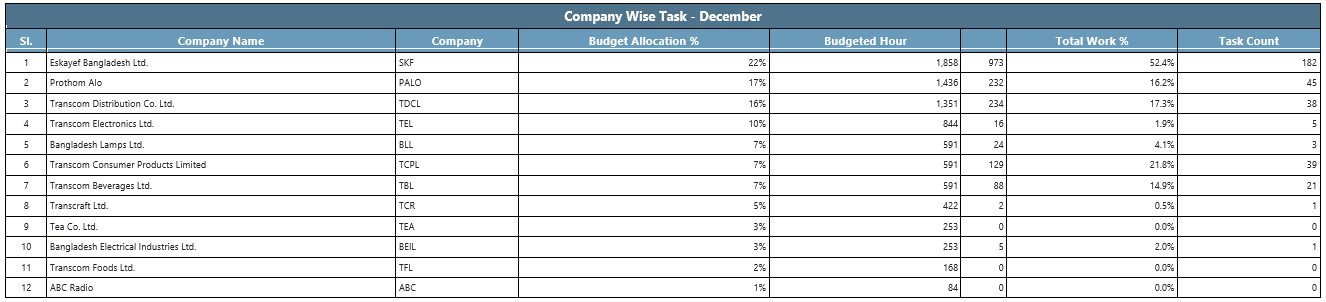 Company Wise Task - December
Sl. Company Name Company Budget Allocation % Budgeted Hour Total Work % Task Count
1 Eskayef Bangladesh Ltd. SKF 22% 1,858 973 52.4% 182
2 Prothom Alo PALO 17% 1,436 232 16.2% 45
3 Transcom Distribution Co. Ltd. TDCL 16% 1,351 234 17.3% 38
4 Transcom Electronics Ltd. TEL 10% 844 16 1.9% 5
5 Bangladesh Lamps Ltd. BLL 7% 591 24 4.1% 3
6 Transcom Consumer Products Limited TCPL 7% 591 129 21.8% 39
7 Transcom Beverages Ltd. TBL 7% 591 88 14.9% 21
8 Transcraft Ltd. TCR 5% 422 2 0.5% 1
9 Tea Co. Ltd. TEA 3% 253 0 0.0% 0
10 Bangladesh Electrical Industries Ltd. BEIL 3% 253 5 2.0% 1
11 Transcom Foods Ltd. TFL 2% 168 0 0.0% 0
12 ABC Radio ABC 1% 84 0 0.0% 0